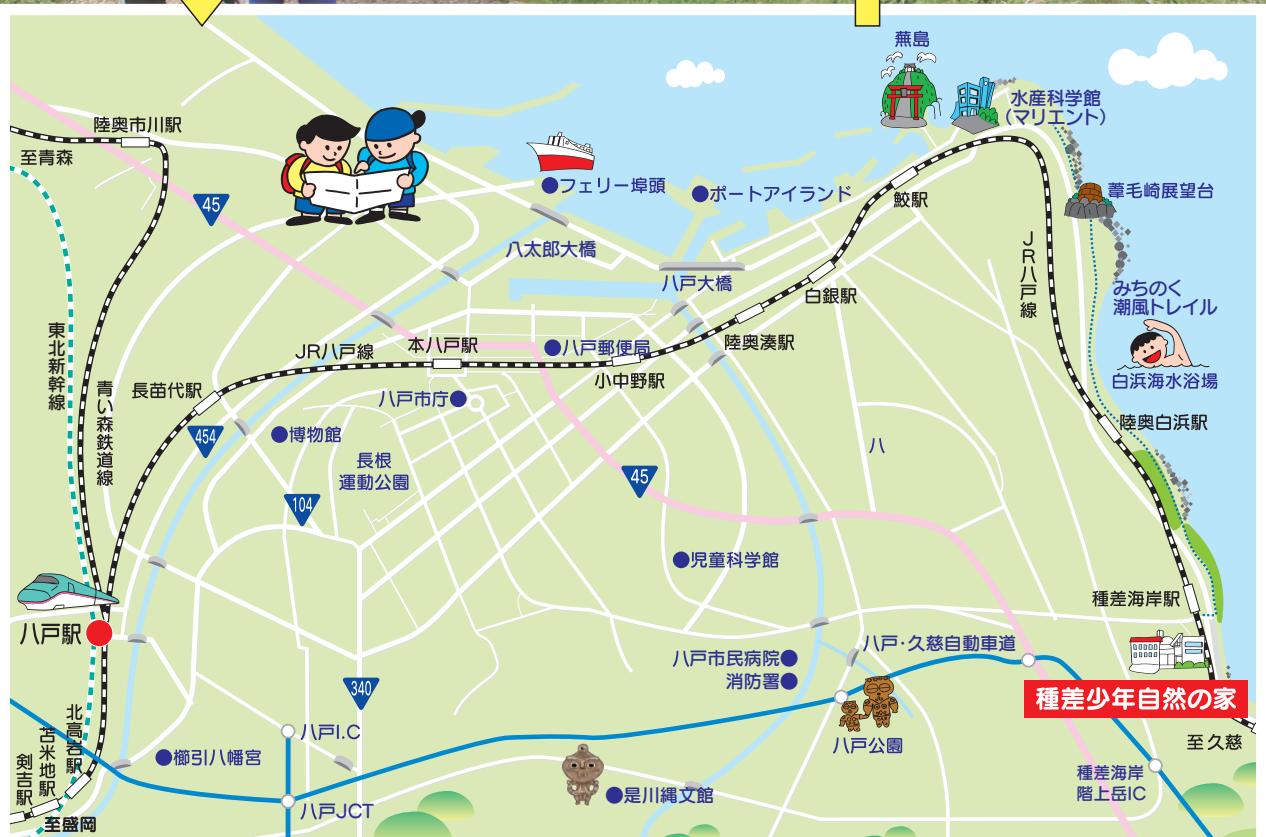 蕪島
水産科学館
（マリエント）
陸奥市川駅
至青森
45
フェリー埠頭
ポートアイランド
鮫駅
葦毛崎展望台
八太郎大橋
八戸大橋
JR八戸線
白銀駅
みちのく
潮風トレイル
東北新幹線
JR八戸線
本八戸駅
八戸郵便局
陸奥湊駅
小中野駅
白浜海水浴場
青い森鉄道線
長苗代駅
八戸市庁
陸奥白浜駅
454
博物館
長根
運動公園
八
45
104
児童科学館
種差海岸駅
八戸駅
八戸市民病院
消防署
八戸・久慈自動車道
340
種差少年自然の家
北高岩駅
苫米地駅
剣吉駅
八戸I.C
八戸公園
至久慈
櫛引八幡宮
種差海岸
階上岳IC
是川縄文館
八戸JCT
至盛岡